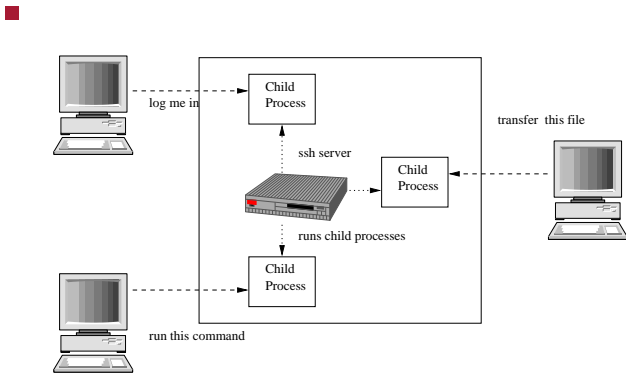 Child
Process
log me in
transfer this file
ssh server
Child
Process
runs child processes
Child
Process
run this command